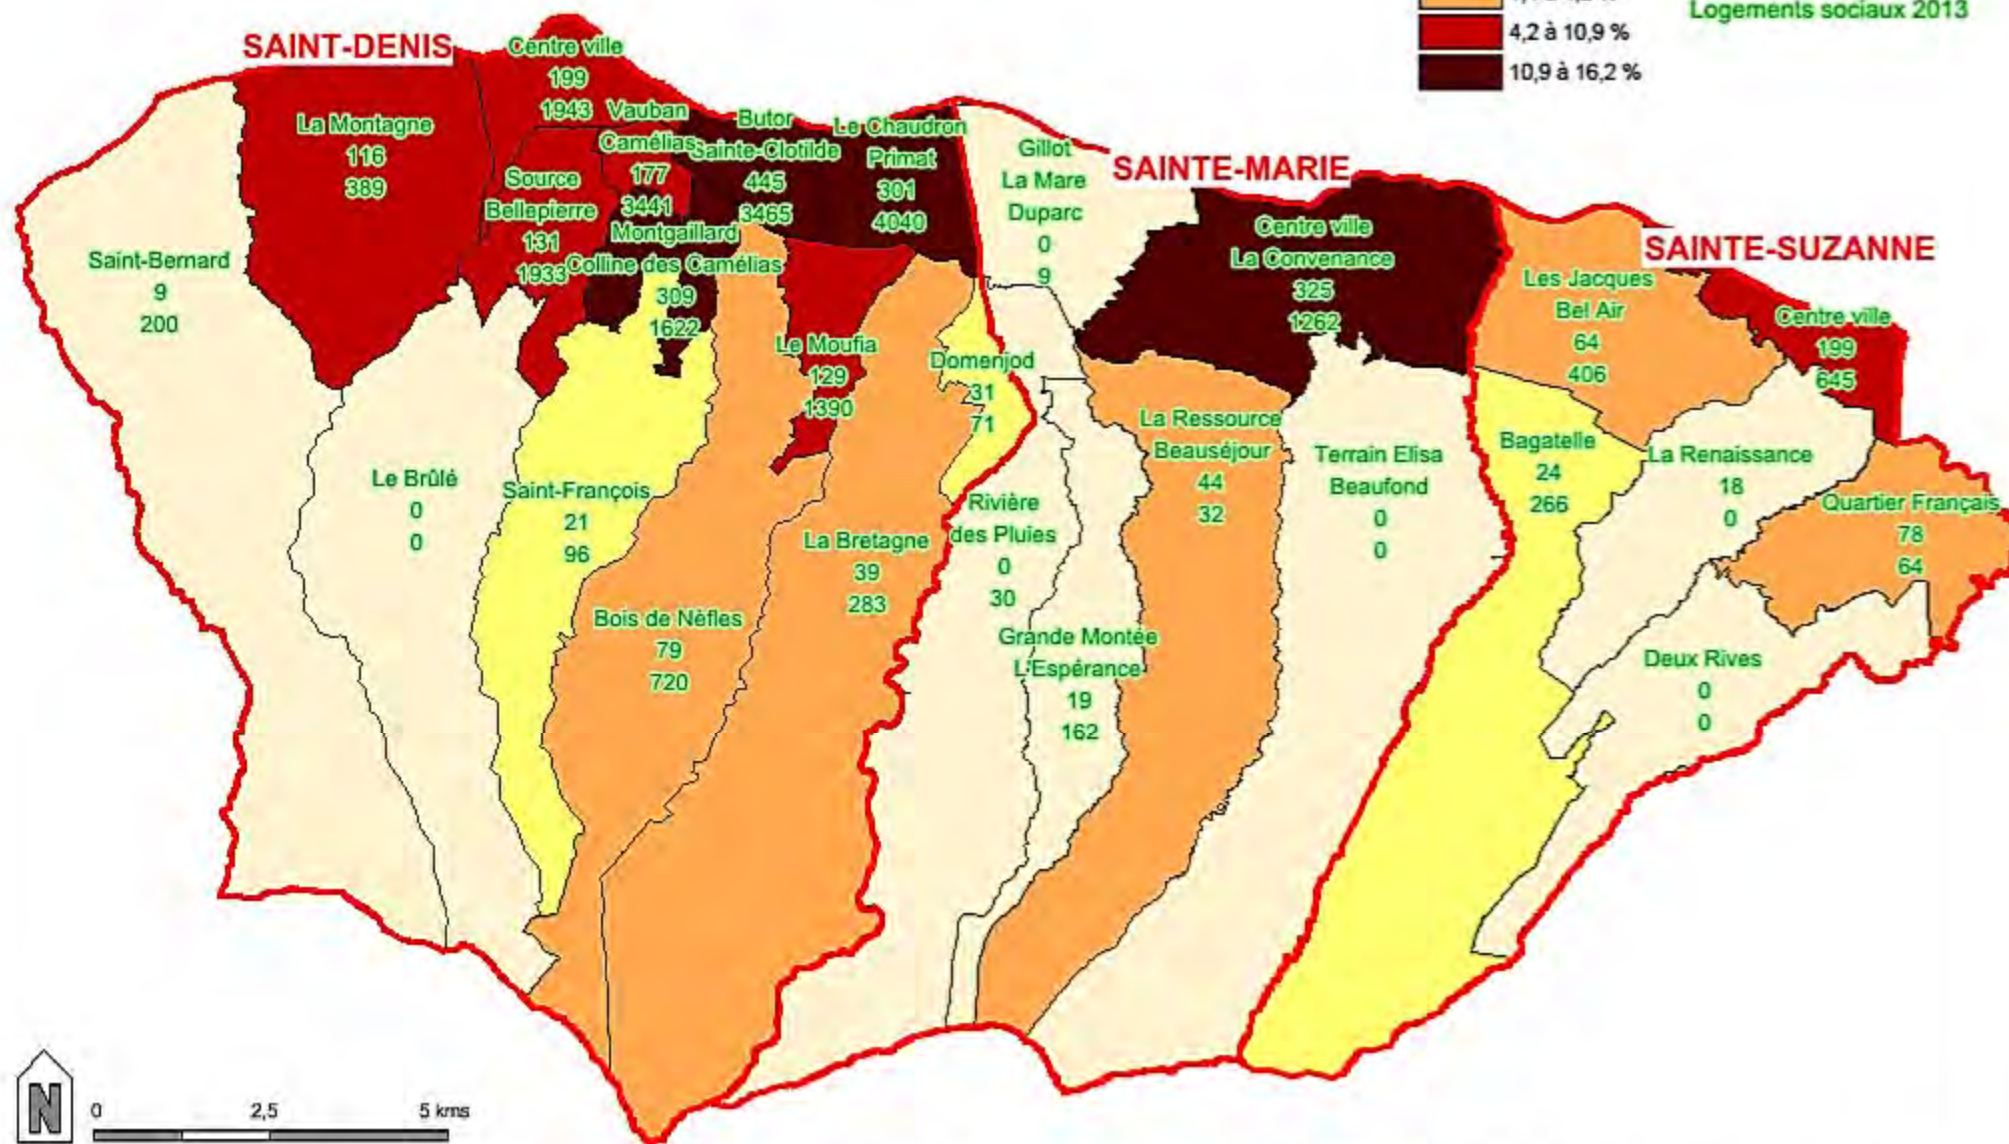 Logements sociaux 2013
4,2 à 10,9 %
10,9 à 16,2 %
SAINT-DENIS
SAINTE-MARIE
SAINTE-SUZANNE
Centre ville
199
1943
Vauban
Camélias
177
3441
La Montagne
116
389
Source
Bellepierre
131
1933
Butor
Sainte-Clotilde
445
3465
Le Chaudron
Primat
301
4040
Montgaillard
Colline des Camélias
309
1622
Saint-Bernard
9
200
Le Brûlé
0
0
Saint-François
21
96
Bois de Nèfles
79
720
Le Moufia
129
1390
La Bretagne
39
283
Domenjod
31
71
Gillot
La Mare
Duparc
0
9
Centre ville
La Convenance
325
1262
Rivière
des Pluies
0
30
Grande Montée
L'Espérance
19
162
La Ressource
Beauséjour
44
32
Terrain Elisa
Beaufond
0
0
Les Jacques
Bel Air
64
406
Centre ville
199
645
Bagatelle
24
266
La Renaissance
18
0
Quartier Français
78
64
Deux Rives
0
0
N
0 2,5 5 kms